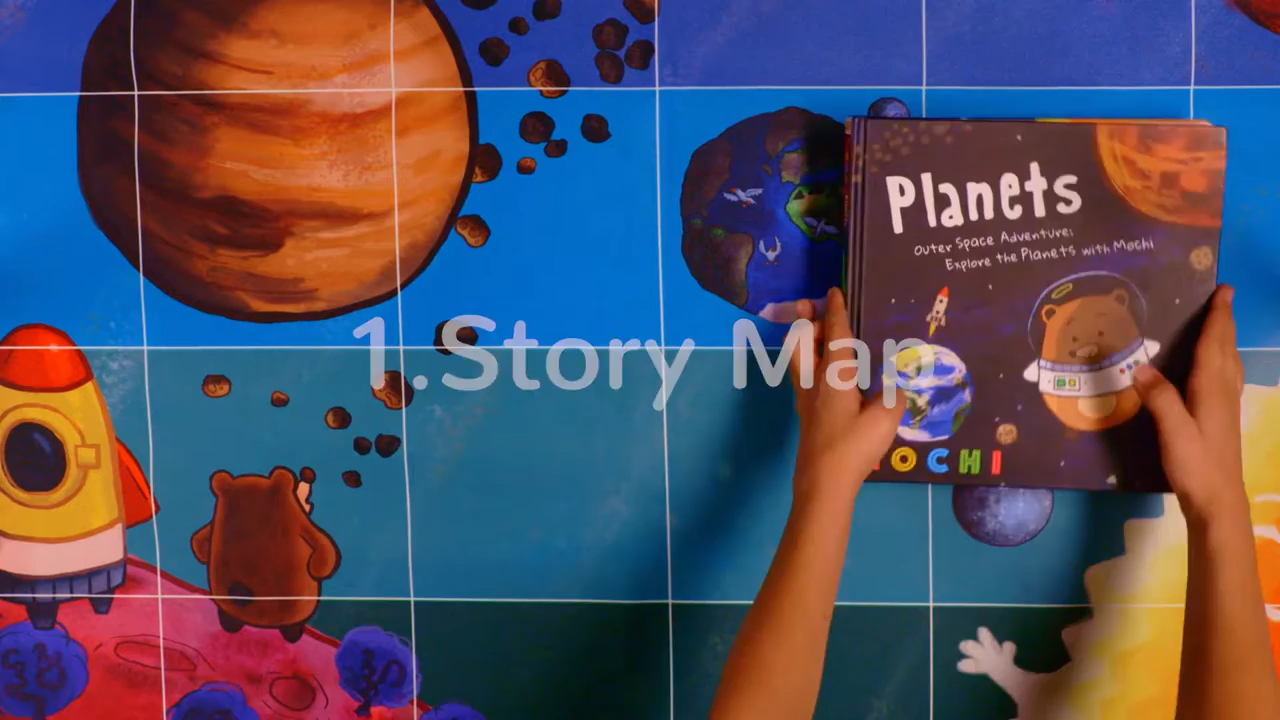 Planets
Outer Space Adventure:
Explore the Planets with Mochi
1.Story Map
OCHI